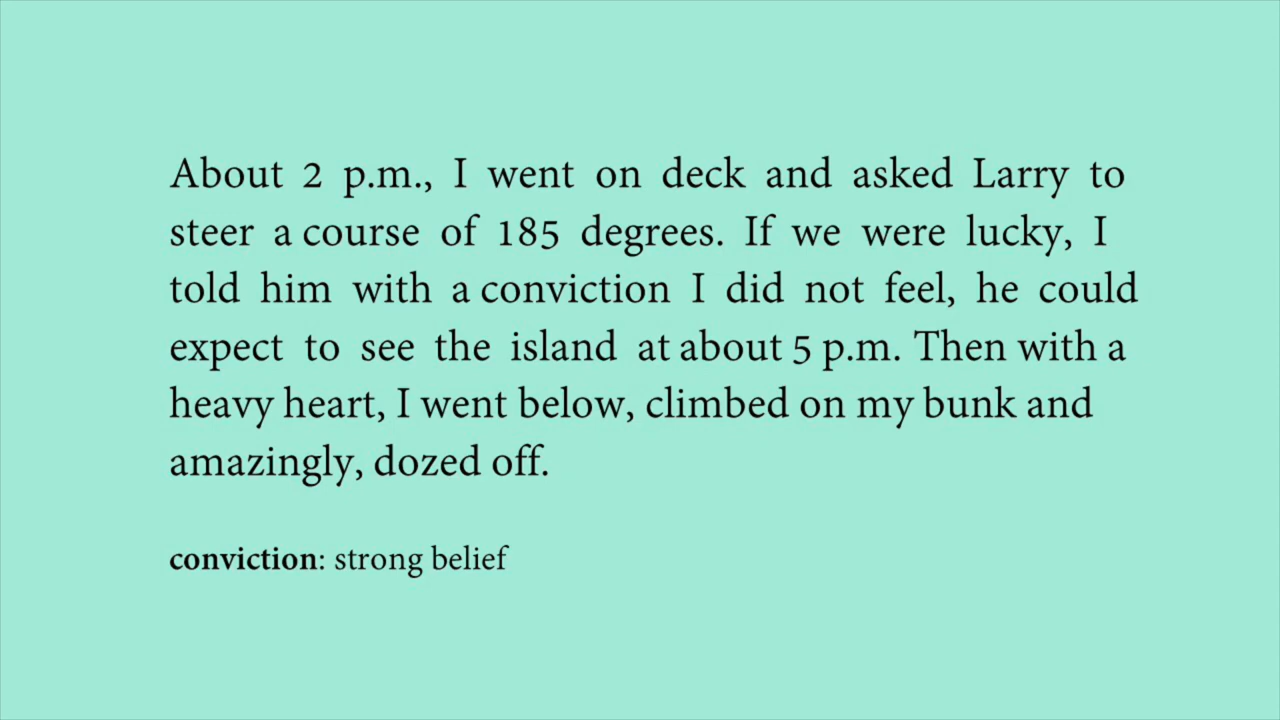 About 2 p.m., I went on deck and asked Larry to
steer a course of 185 degrees. If we were lucky, I
told him with a conviction I did not feel, he could
expect to see the island at about 5 p.m. Then with a
heavy heart, I went below, climbed on my bunk and
amazingly, dozed off.
conviction: strong belief